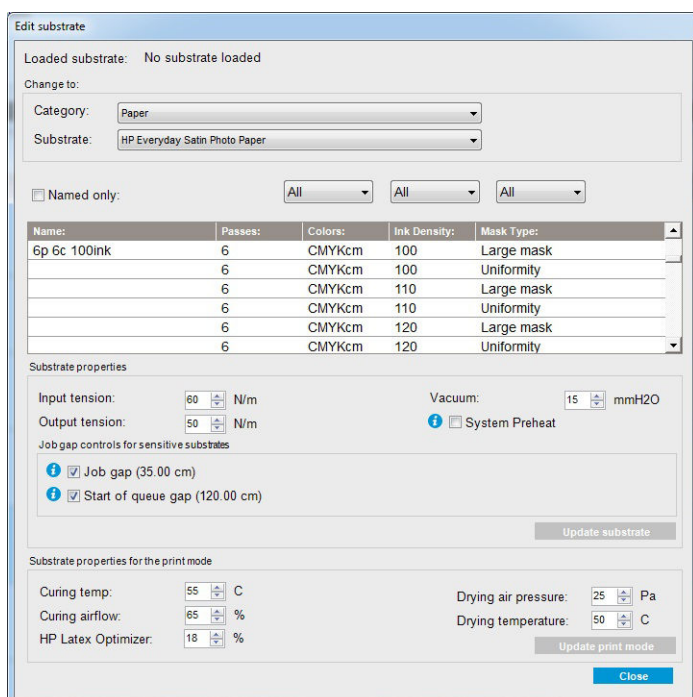 Edit substrate
Loaded substrate: No substrate loaded
Change to:
Category: Paper
Substrate: HP Everyday Satin Photo Paper
Named only: All All All
Name: Passes: Colors: Ink Density: Mask Type:
6p 6c 100ink 6 CMYKcm 100 Large mask
6 CMYKcm 100 Uniformity
6 CMYKcm 110 Large mask
6 CMYKcm 110 Uniformity
6 CMYKcm 120 Large mask
6 CMYKcm 120 Uniformity
Substrate properties
Input tension: 60 N/m Vacuum: 15 mmH2O
Output tension: 50 N/m System Preheat
Job gap controls for sensitive substrates
Job gap (35.00 cm)
Start of queue gap (120.00 cm)
Update substrate
Substrate properties for the print mode
Curing temp: 55 C Drying air pressure: 25 Pa
Curing airflow: 65 % Drying temperature: 50 C
HP Latex Optimizer: 18 % Update print mode
Close